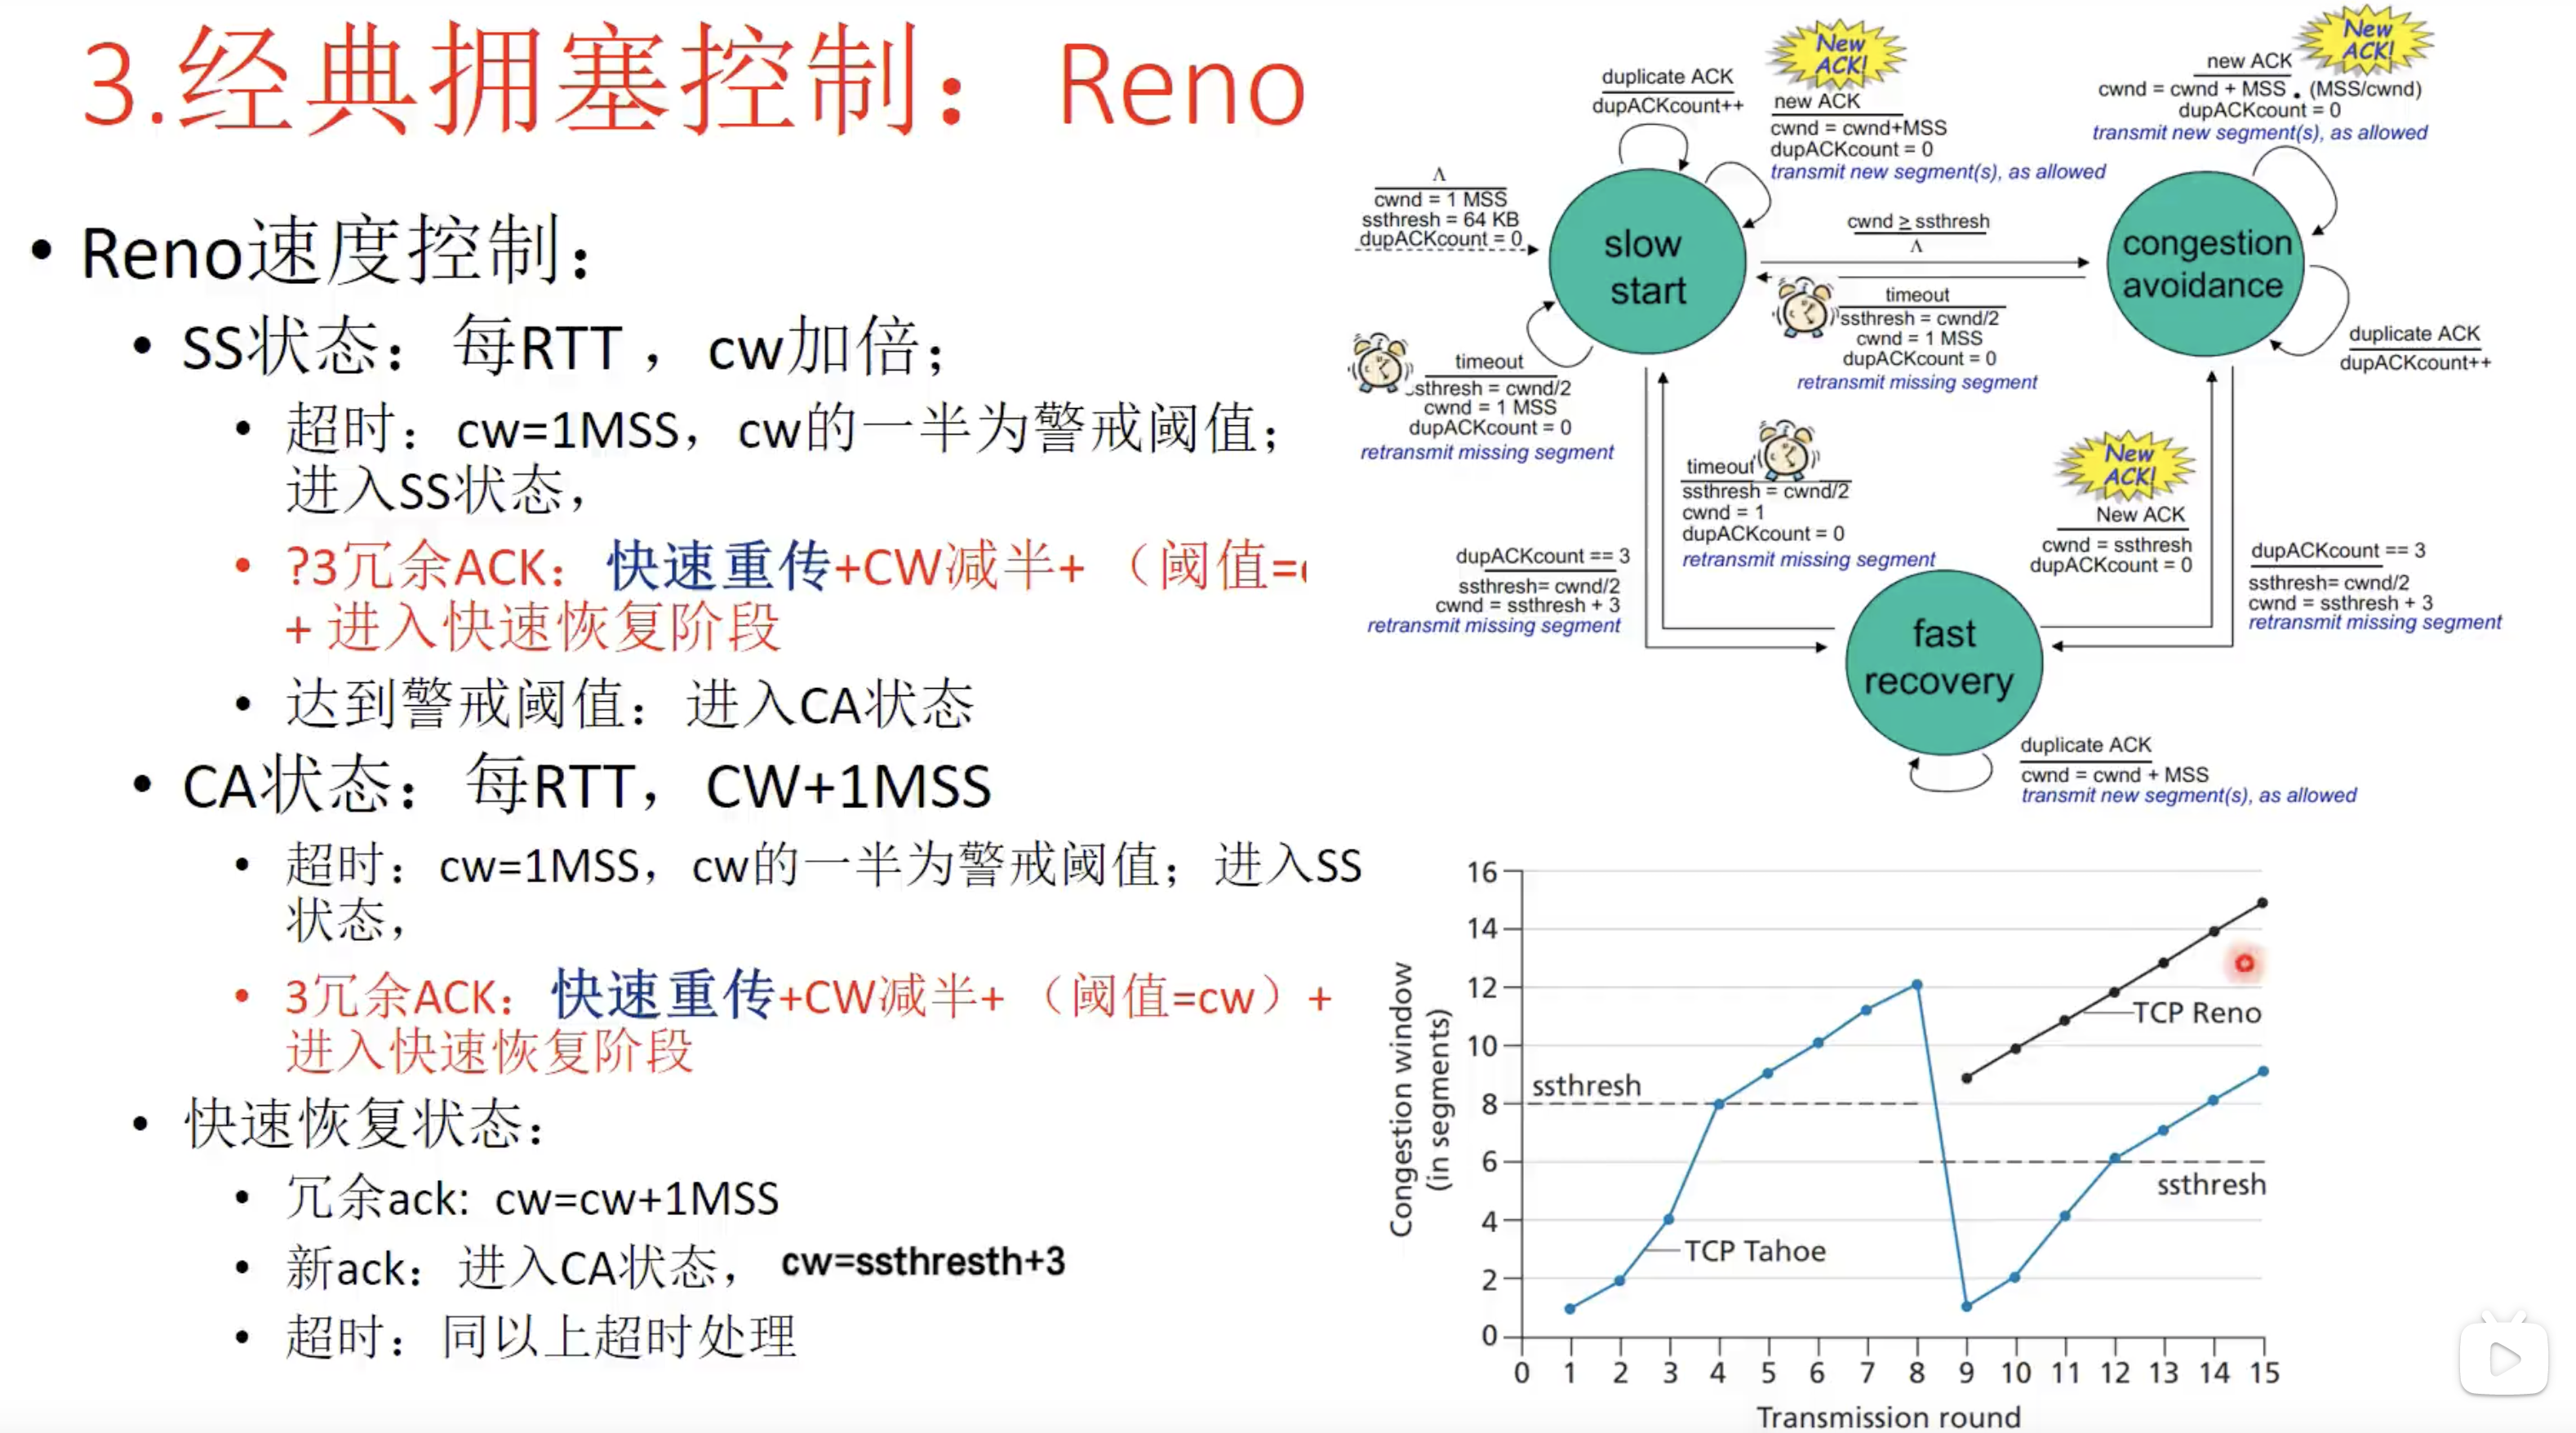 3.经典拥塞控制： Reno
• Reno速度控制：
• SS状态：每RTT ，cw加倍；
• 超时：cw=1MSS，cw的一半为警戒阈值；
进入SS状态，
• ?3冗余ACK：快速重传+CW减半+ （阈值=
+ 进入快速恢复阶段
• 达到警戒阈值：进入CA状态
• CA状态：每RTT，CW+1MSS
• 超时：cw=1MSS，cw的一半为警戒阈值；进入SS
状态，
• 3冗余ACK：快速重传+CW减半+ （阈值=cw）+
进入快速恢复阶段
• 快速恢复状态：
• 冗余ack: cw=cw+1MSS
• 新ack：进入CA状态， cw=ssthresth+3
• 超时：同以上超时处理
duplicate ACK
dupACKcount++
New
ACK!
new ACK
cwnd = cwnd+MSS
dupACKcount = 0
transmit new segment(s), as allowed
New
ACK!
new ACK
cwnd = cwnd + MSS • (MSS/cwnd)
dupACKcount = 0
transmit new segment(s), as allowed
Λ
cwnd = 1 MSS
ssthresh = 64 KB
dupACKcount = 0
slow
start
cwnd ≥ ssthresh
Λ
congestion
avoidance
timeout
ssthresh = cwnd/2
cwnd = 1 MSS
dupACKcount = 0
retransmit missing segment
duplicate ACK
dupACKcount++
timeout
ssthresh = cwnd/2
cwnd = 1 MSS
dupACKcount = 0
retransmit missing segment
timeout
ssthresh = cwnd/2
cwnd = 1
dupACKcount = 0
retransmit missing segment
New
ACK!
New ACK
cwnd = ssthresh
dupACKcount = 0
dupACKcount == 3
ssthresh= cwnd/2
cwnd = ssthresh + 3
retransmit missing segment
dupACKcount == 3
ssthresh= cwnd/2
cwnd = ssthresh + 3
retransmit missing segment
fast
recovery
duplicate ACK
cwnd = cwnd + MSS
transmit new segment(s), as allowed
Congestion window
(in segments)
16
14
12
10
8
6
4
2
0
ssthresh
TCP Reno
ssthresh
TCP Tahoe
0 1 2 3 4 5 6 7 8 9 10 11 12 13 14 15
Transmission round